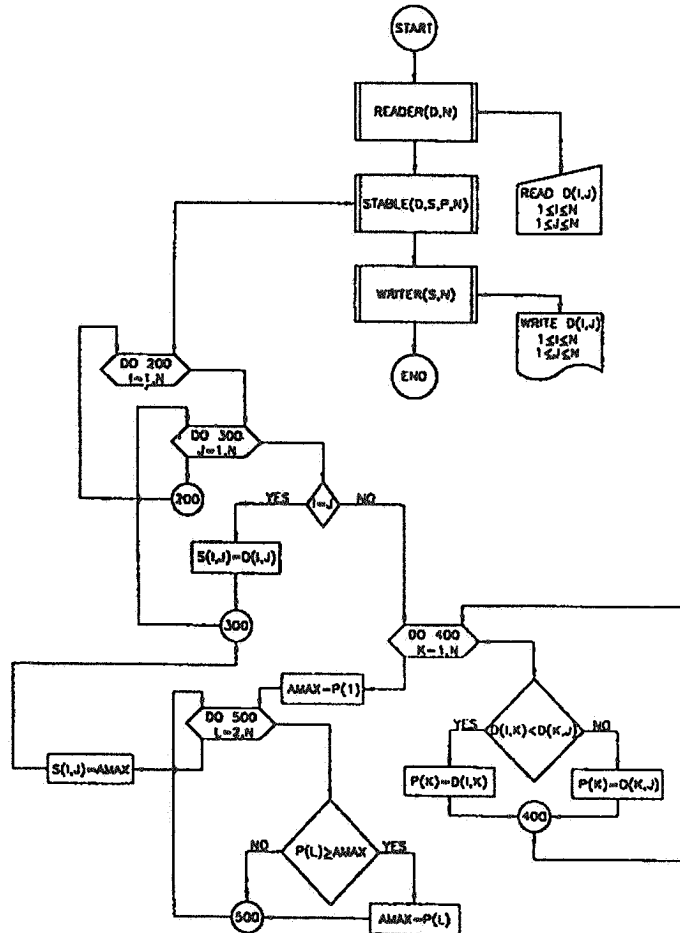 START
READER(D,N)
READ D(I,J)
1≤I≤N
1≤J≤N
STABLE(D,S,P,N)
WRITER(S,N)
WRITE D(I,J)
1≤I≤N
1≤J≤N
END
DO 200
I=1,N
DO 300
J=1,N
200
YES
I=J
NO
S(I,J)=D(I,J)
300
DO 400
K=1,N
AMAX=P(1)
DO 500
L=2,N
YES
D(I,K)<D(K,J)
NO
S(I,J)=AMAX
P(K)=D(I,K)
P(K)=D(K,J)
400
NO
P(L)≥AMAX
YES
500
AMAX=P(L)